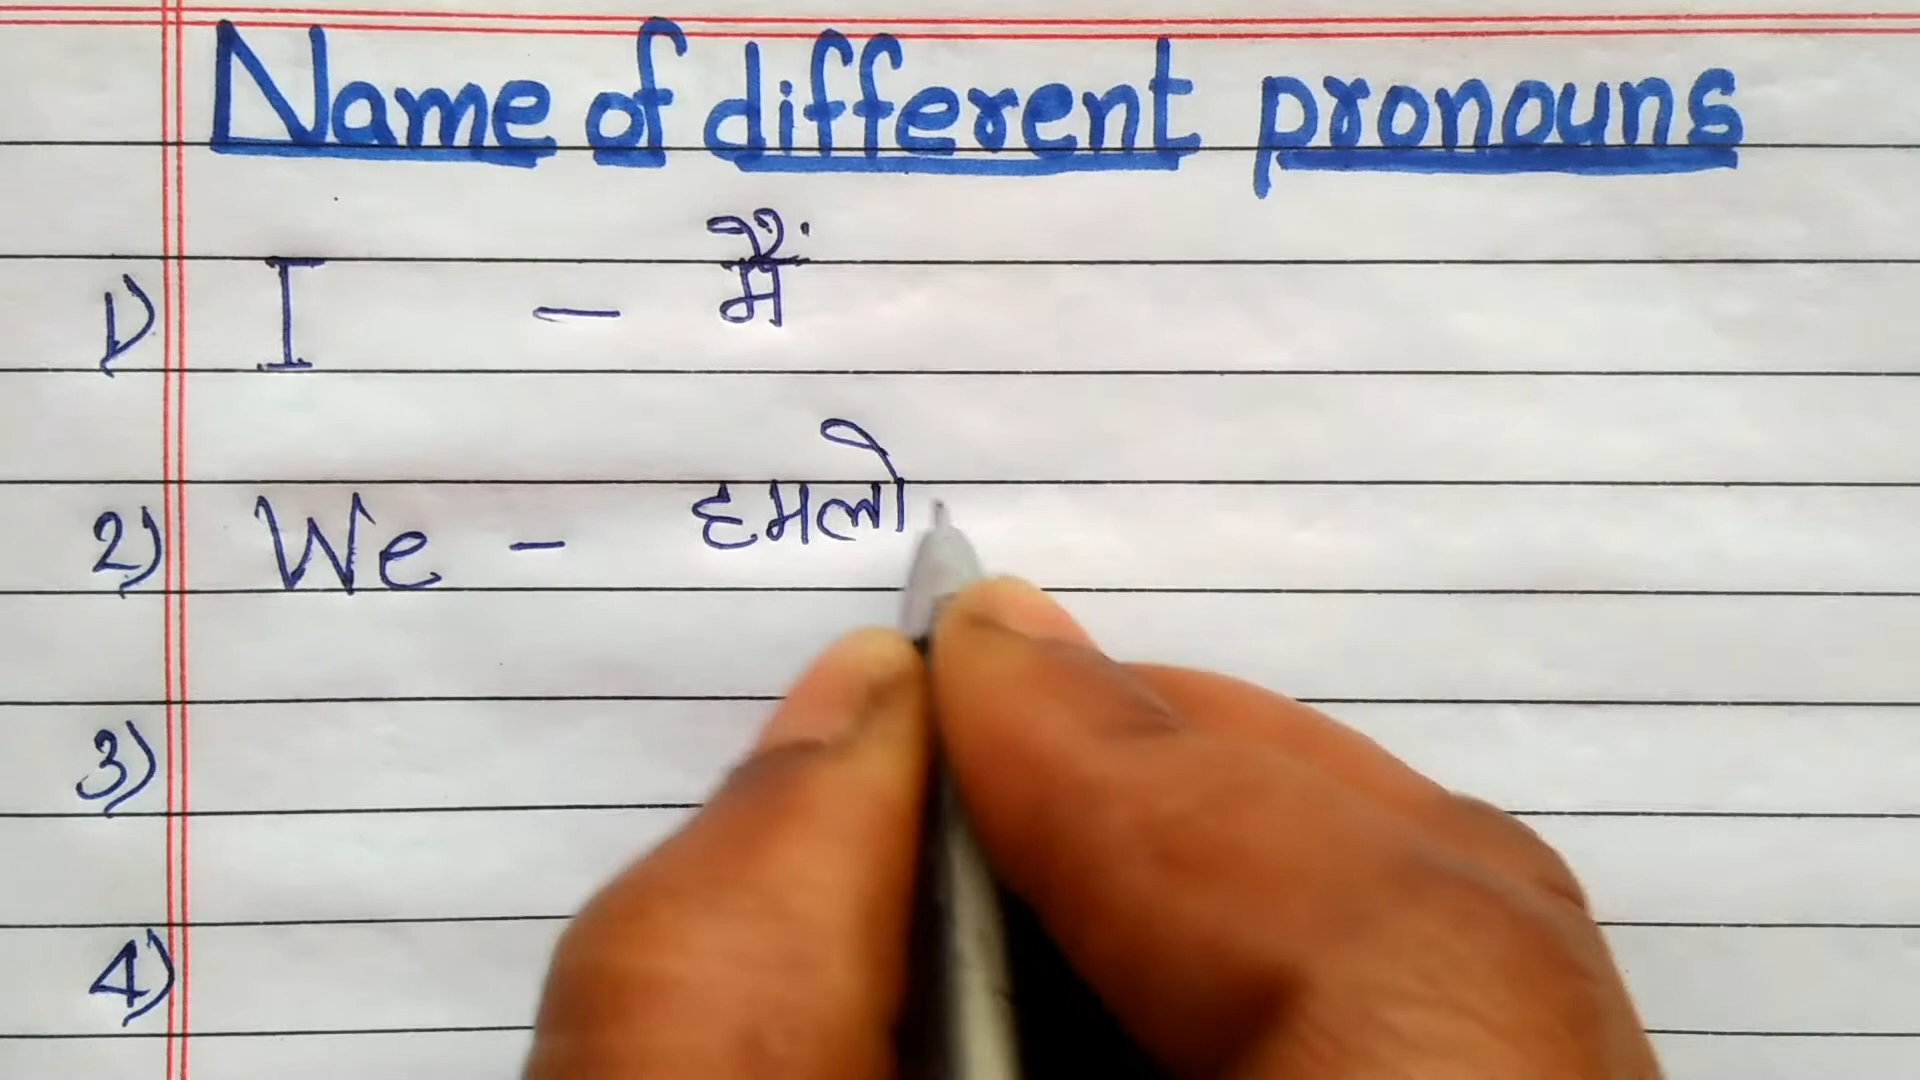 Name of different pronouns
1) I – मैं
2) We – हमलो
3)
4)